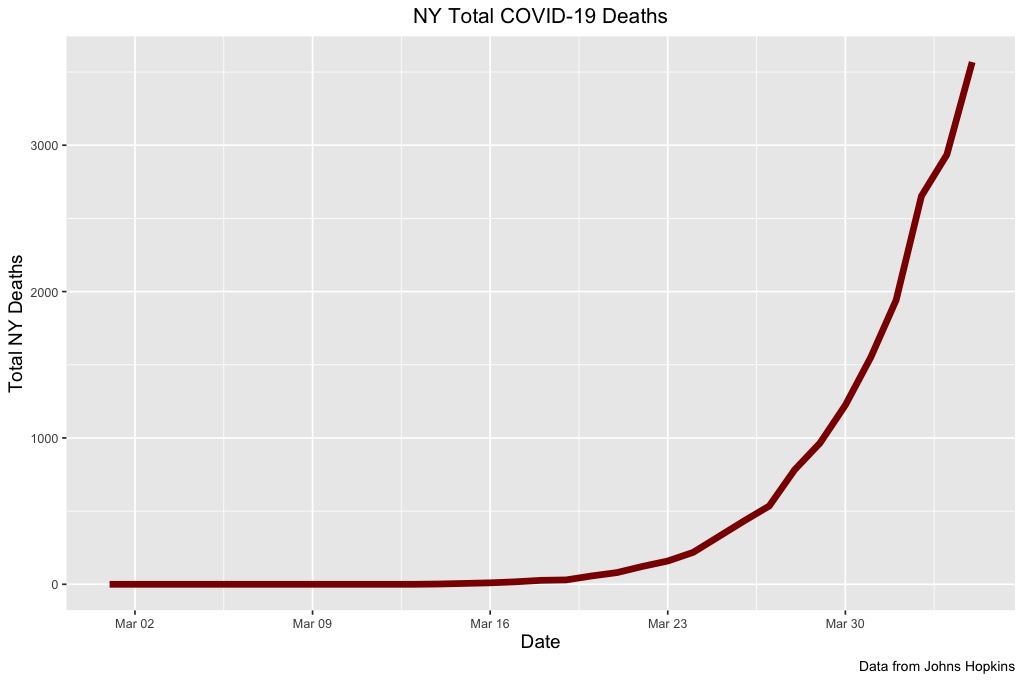 NY Total COVID-19 Deaths
Total NY Deaths
3000
2000
1000
0
Mar 02 Mar 09 Mar 16 Mar 23 Mar 30
Date
Data from Johns Hopkins